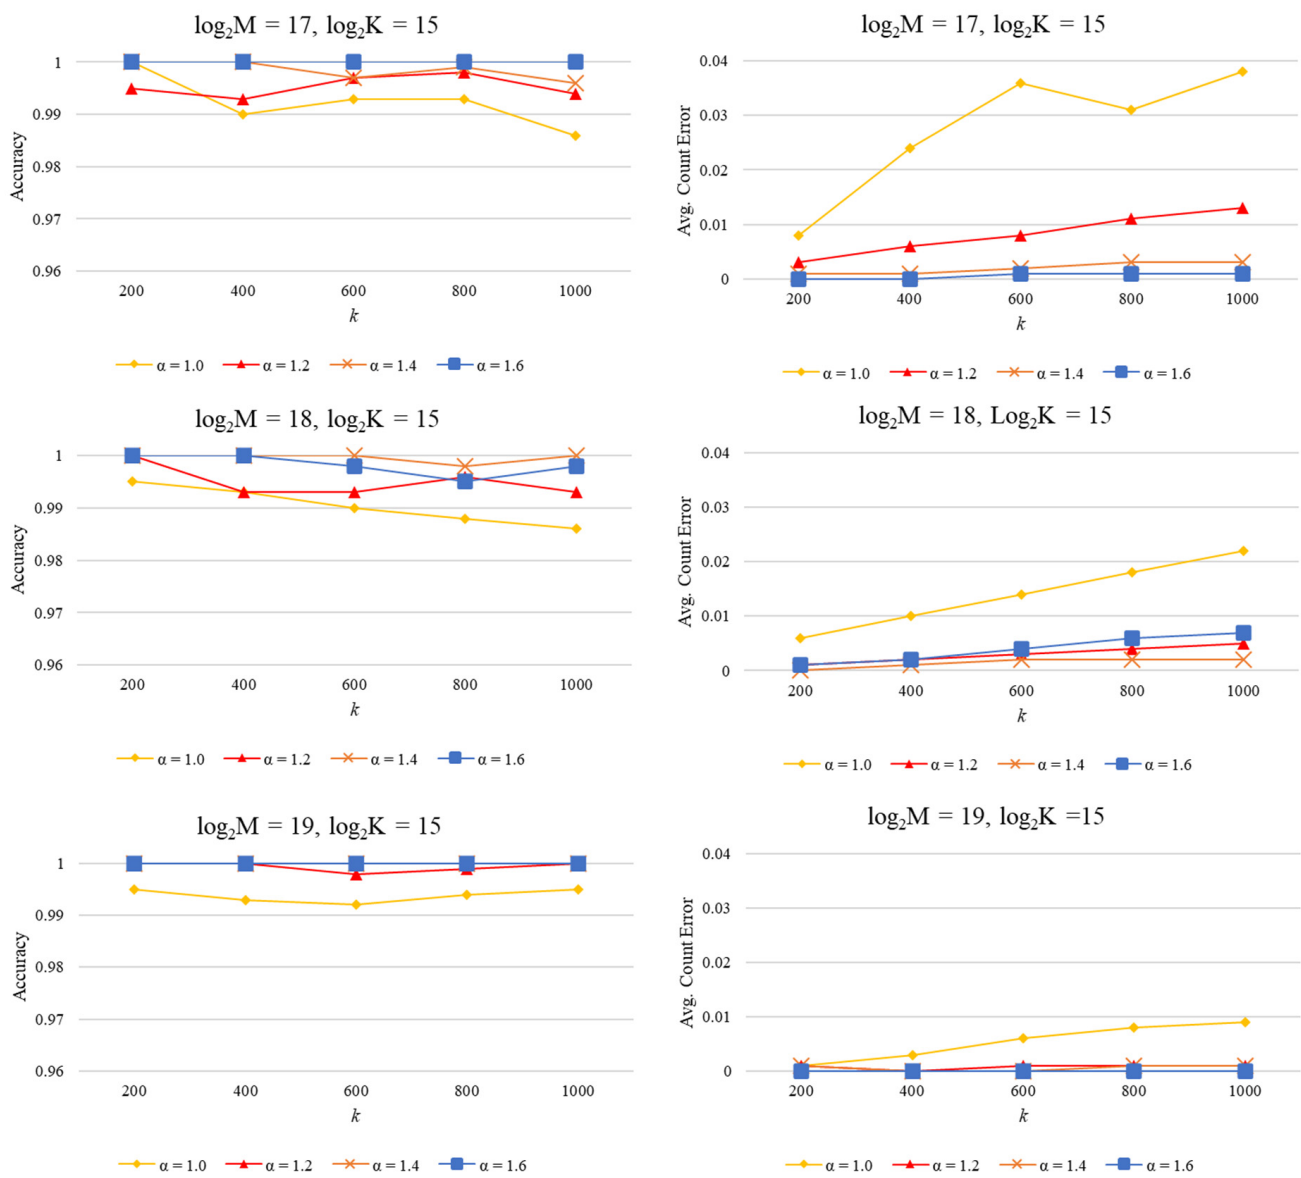 log₂M = 17, log₂K = 15
1
0.99
0.98
0.97
0.96
Accuracy
200 400 600 800 1000
k
α = 1.0 α = 1.2 α = 1.4 α = 1.6
log₂M = 17, log₂K = 15
0.04
0.03
0.02
0.01
0
Avg. Count Error
200 400 600 800 1000
k
α = 1.0 α = 1.2 α = 1.4 α = 1.6
log₂M = 18, log₂K = 15
1
0.99
0.98
0.97
0.96
Accuracy
200 400 600 800 1000
k
α = 1.0 α = 1.2 α = 1.4 α = 1.6
log₂M = 18, Log₂K = 15
0.04
0.03
0.02
0.01
0
Avg. Count Error
200 400 600 800 1000
k
α = 1.0 α = 1.2 α = 1.4 α = 1.6
log₂M = 19, log₂K = 15
1
0.99
0.98
0.97
0.96
Accuracy
200 400 600 800 1000
k
α = 1.0 α = 1.2 α = 1.4 α = 1.6
log₂M = 19, log₂K =15
0.04
0.03
0.02
0.01
0
Avg. Count Error
200 400 600 800 1000
k
α = 1.0 α = 1.2 α = 1.4 α = 1.6